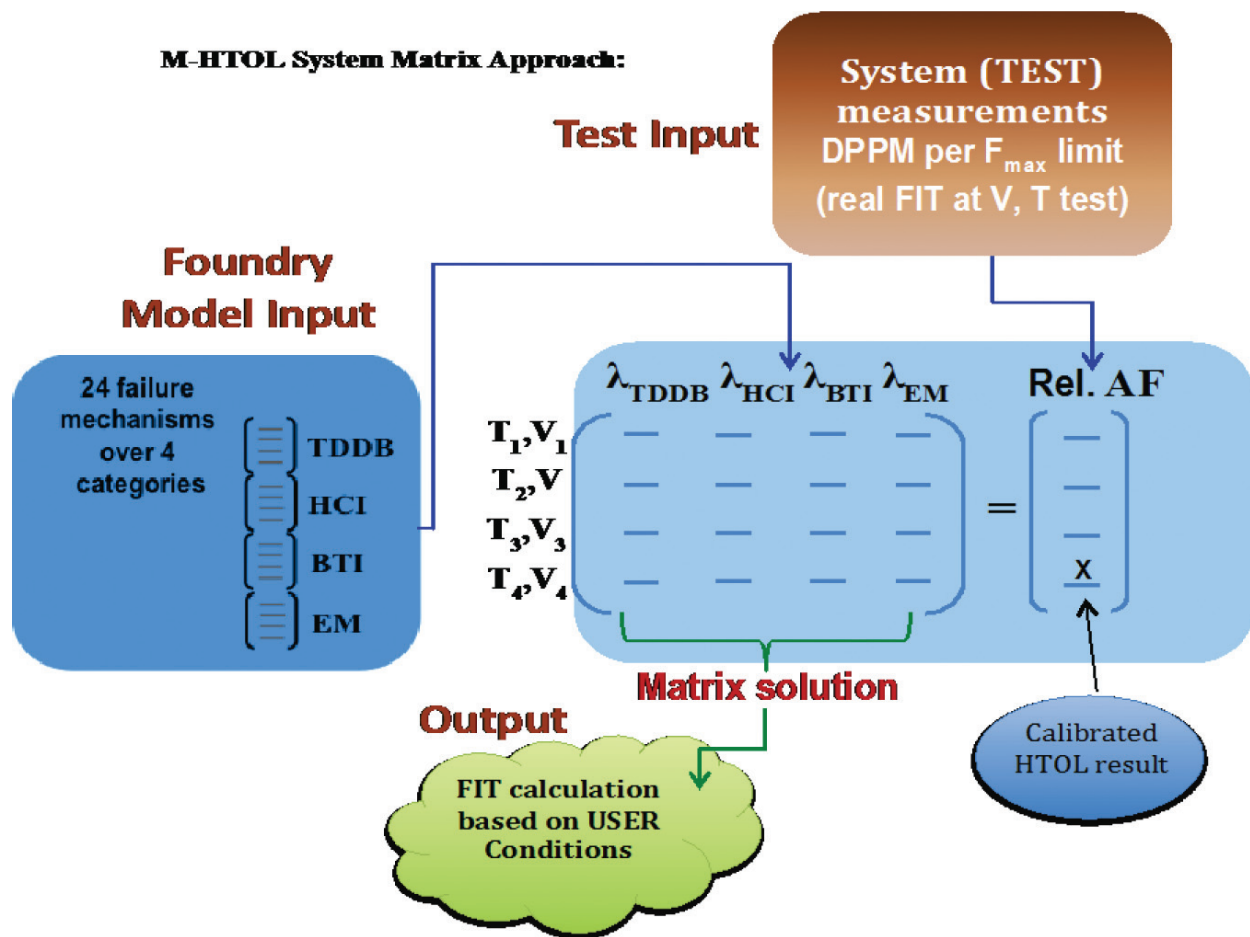 M-HTOL System Matrix Approach:
System (TEST)
measurements
DPPM per Fmax limit
(real FIT at V, T test)
Test Input
Foundry
Model Input
24 failure
mechanisms
over 4
categories
TDDB
HCI
BTI
EM
λTDDB λHCI λBTI λEM
Rel. AF
T1,V1
T2,V
T3,V3
T4,V4
=
X
Matrix solution
Output
FIT calculation
based on USER
Conditions
Calibrated
HTOL result